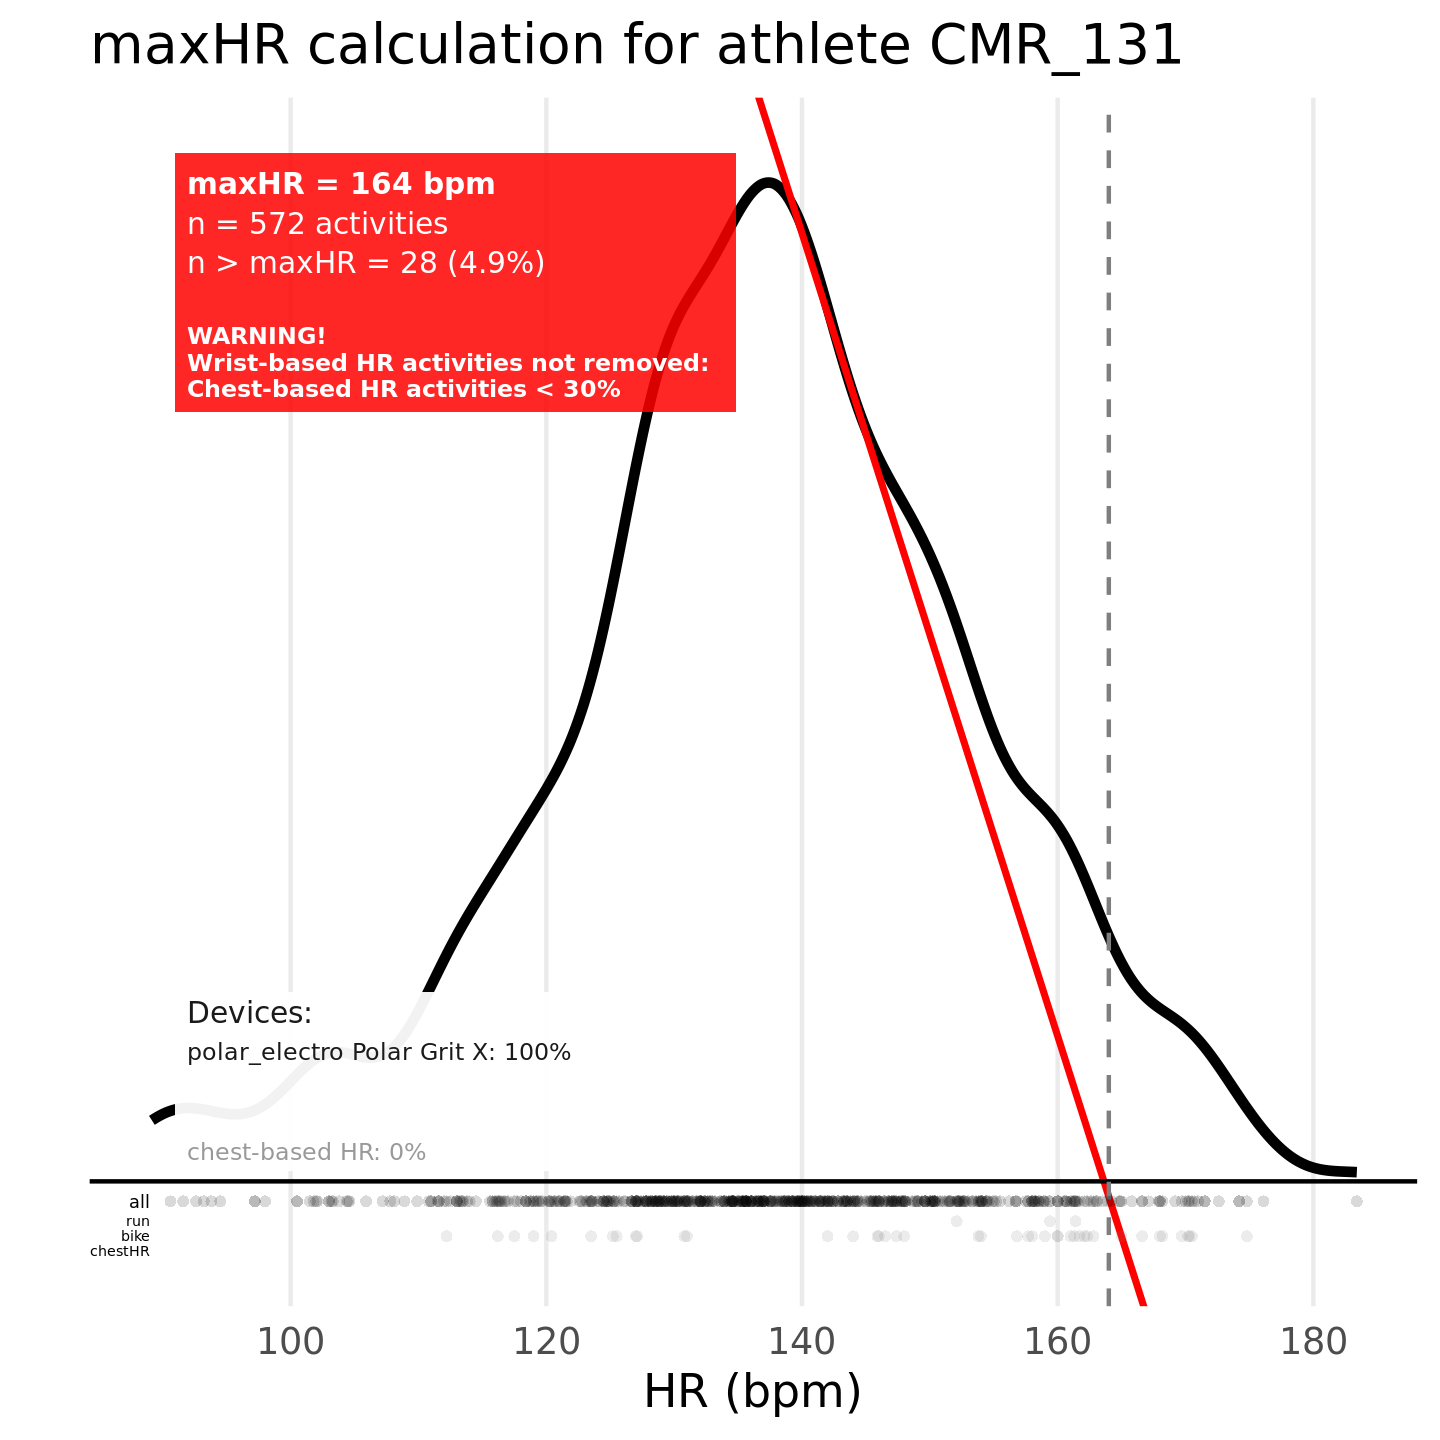 maxHR calculation for athlete CMR_131
maxHR = 164 bpm
n = 572 activities
n > maxHR = 28 (4.9%)
WARNING!
Wrist-based HR activities not removed:
Chest-based HR activities < 30%
Devices:
polar_electro Polar Grit X: 100%
chest-based HR: 0%
all
run
bike
chestHR
100 120 140 160 180
HR (bpm)